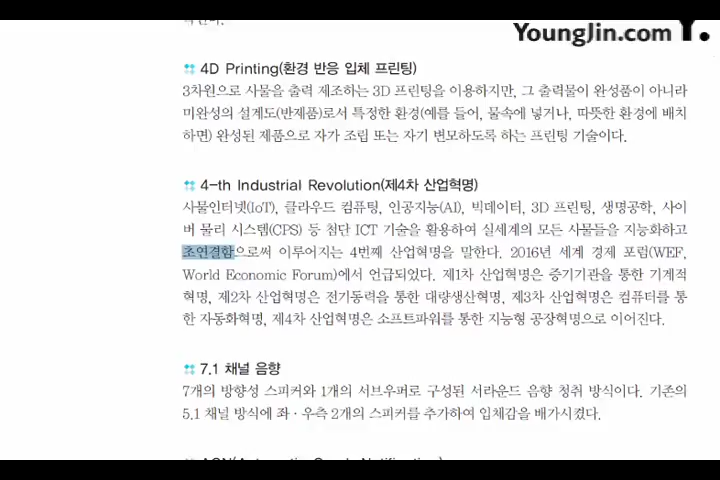 YoungJin.com Y.
4D Printing(환경 반응 입체 프린팅)
3차원으로 사물을 출력 제조하는 3D 프린팅을 이용하지만, 그 출력물이 완성품이 아니라
미완성의 설계도(반제품)로서 특정한 환경(예를 들어, 물속에 넣거나, 따뜻한 환경에 배치
하면) 완성된 제품으로 자가 조립 또는 자기 변모하도록 하는 프린팅 기술이다.
4-th Industrial Revolution(제4차 산업혁명)
사물인터넷(IoT), 클라우드 컴퓨팅, 인공지능(AI), 빅데이터, 3D 프린팅, 생명공학, 사이
버 물리 시스템(CPS) 등 첨단 ICT 기술을 활용하여 실세계의 모든 사물들을 지능화하고
초연결함으로써 이루어지는 4번째 산업혁명을 말한다. 2016년 세계 경제 포럼(WEF,
World Economic Forum)에서 언급되었다. 제1차 산업혁명은 증기기관을 통한 기계적
혁명, 제2차 산업혁명은 전기동력을 통한 대량생산혁명, 제3차 산업혁명은 컴퓨터를 통
한 자동화혁명, 제4차 산업혁명은 소프트파워를 통한 지능형 공장혁명으로 이어진다.
7.1 채널 음향
7개의 방향성 스피커와 1개의 서브우퍼로 구성된 서라운드 음향 청취 방식이다. 기존의
5.1 채널 방식에 좌·우측 2개의 스피커를 추가하여 입체감을 배가시켰다.